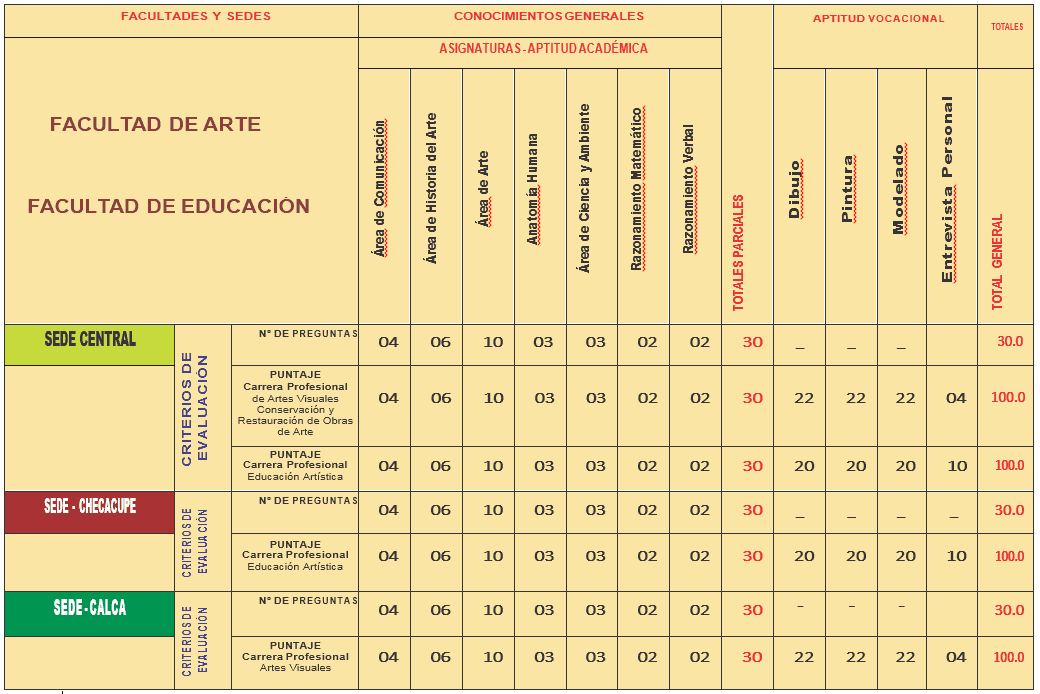 FACULTADES Y SEDES CONOCIMIENTOS GENERALES APTITUD VOCACIONAL TOTALES
ASIGNATURAS - APTITUD ACADÉMICA
FACULTAD DE ARTE
FACULTAD DE EDUCACIÓN
Área de Comunicación
Área de Historia del Arte
Área de Arte
Anatomía Humana
Área de Ciencia y Ambiente
Razonamiento Matemático
Razonamiento Verbal
TOTALES PARCIALES
Dibujo
Pintura
Modelado
Entrevista Personal
TOTAL GENERAL
SEDE CENTRAL
CRITERIOS DE
EVALUACIÓN
N° DE PREGUNTAS 04 06 10 03 03 02 02 30 _ _ _ 30.0
PUNTAJE
Carrera Profesional
de Artes Visuales
Conservación y
Restauración de Obras
de Arte
04 06 10 03 03 02 02 30 22 22 22 04 100.0
PUNTAJE
Carrera Profesional
Educación Artística
04 06 10 03 03 02 02 30 20 20 20 10 100.0
SEDE - CHECACUPE
CRITERIOS DE
EVALUACIÓN
N° DE PREGUNTAS 04 06 10 03 03 02 02 30 _ _ _ _ 30.0
PUNTAJE
Carrera Profesional
Educación Artística
04 06 10 03 03 02 02 30 20 20 20 10 100.0
SEDE - CALCA
CRITERIOS DE
EVALUACIÓN
N° DE PREGUNTAS 04 06 10 03 03 02 02 30 - - - 30.0
PUNTAJE
Carrera Profesional
Artes Visuales
04 06 10 03 03 02 02 30 22 22 22 04 100.0